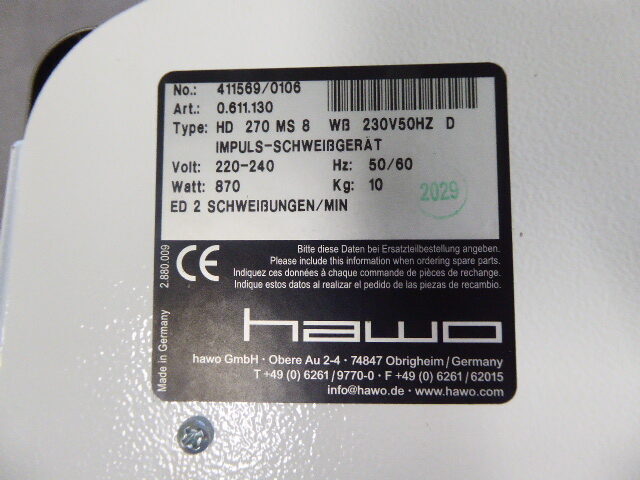 No.: 411569/0106
Art.: 0.611.130
Type: HD 270 MS 8 WB 230V50HZ D
IMPULS-SCHWEIßGERÄT
Volt: 220-240 Hz: 50/60
Watt: 870 Kg: 10
2029
ED 2 SCHWEIßUNGEN/MIN
Bitte diese Daten bei Ersatzteilbestellung angeben.
Please include this information when ordering spare parts.
Indiquez ces données à chaque commande de pièces de rechange.
Indique estos datos al realizar el pedido de las piezas de recambio.
CE
Made in Germany 2.880.009
hawo
hawo GmbH · Obere Au 2-4 · 74847 Obrigheim/Germany
T +49 (0) 6261/9770-0 · F +49 (0) 6261/62015
info@hawo.de · www.hawo.com